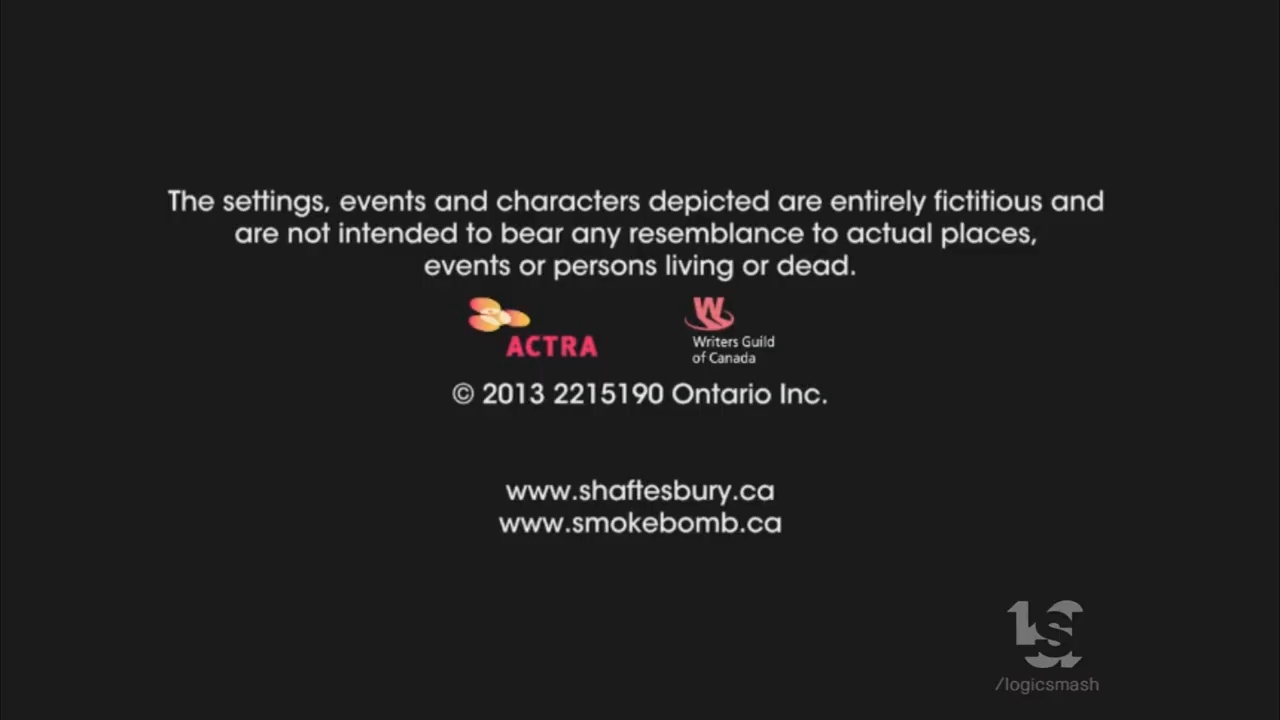 The settings, events and characters depicted are entirely fictitious and
are not intended to bear any resemblance to actual places,
events or persons living or dead.
ACTRA
W
Writers Guild
of Canada
© 2013 2215190 Ontario Inc.
www.shaftesbury.ca
www.smokebomb.ca
1S
/logicsmash